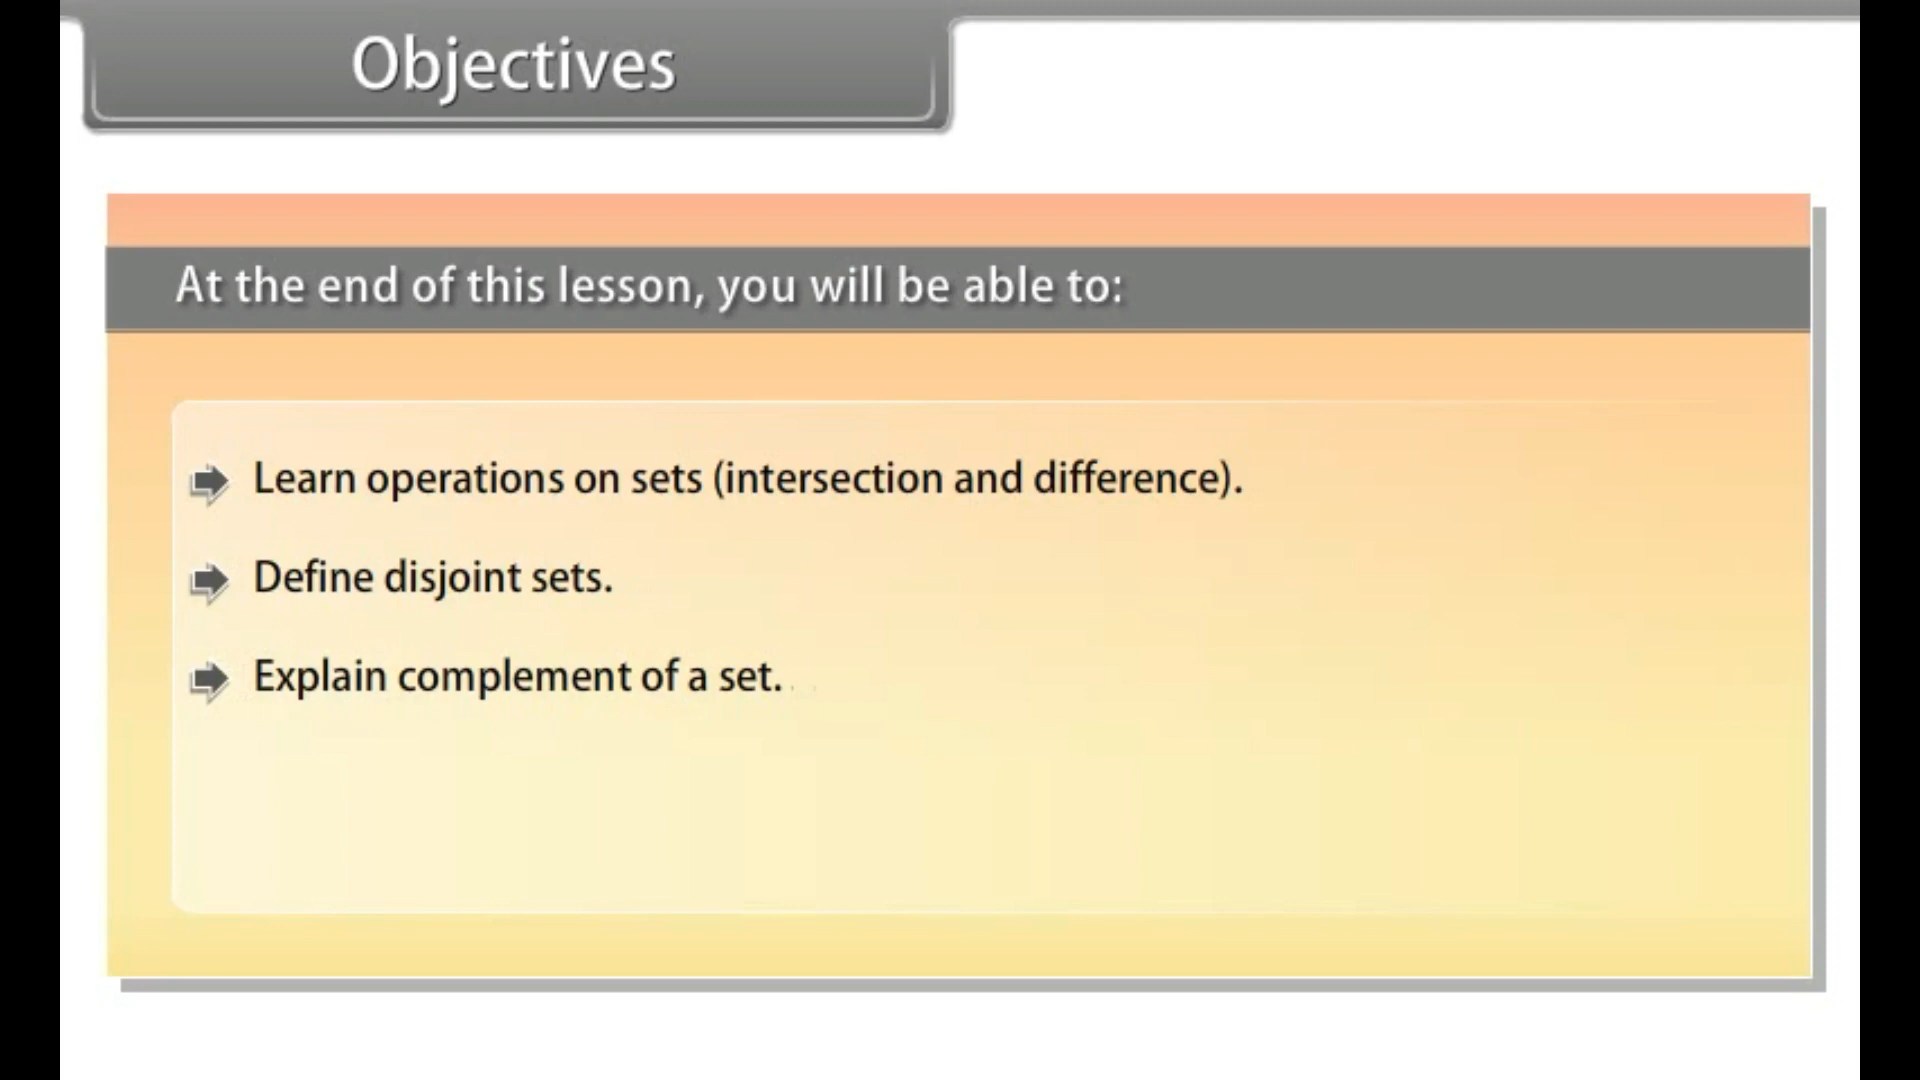 Objectives
At the end of this lesson, you will be able to:
Learn operations on sets (intersection and difference).
Define disjoint sets.
Explain complement of a set.